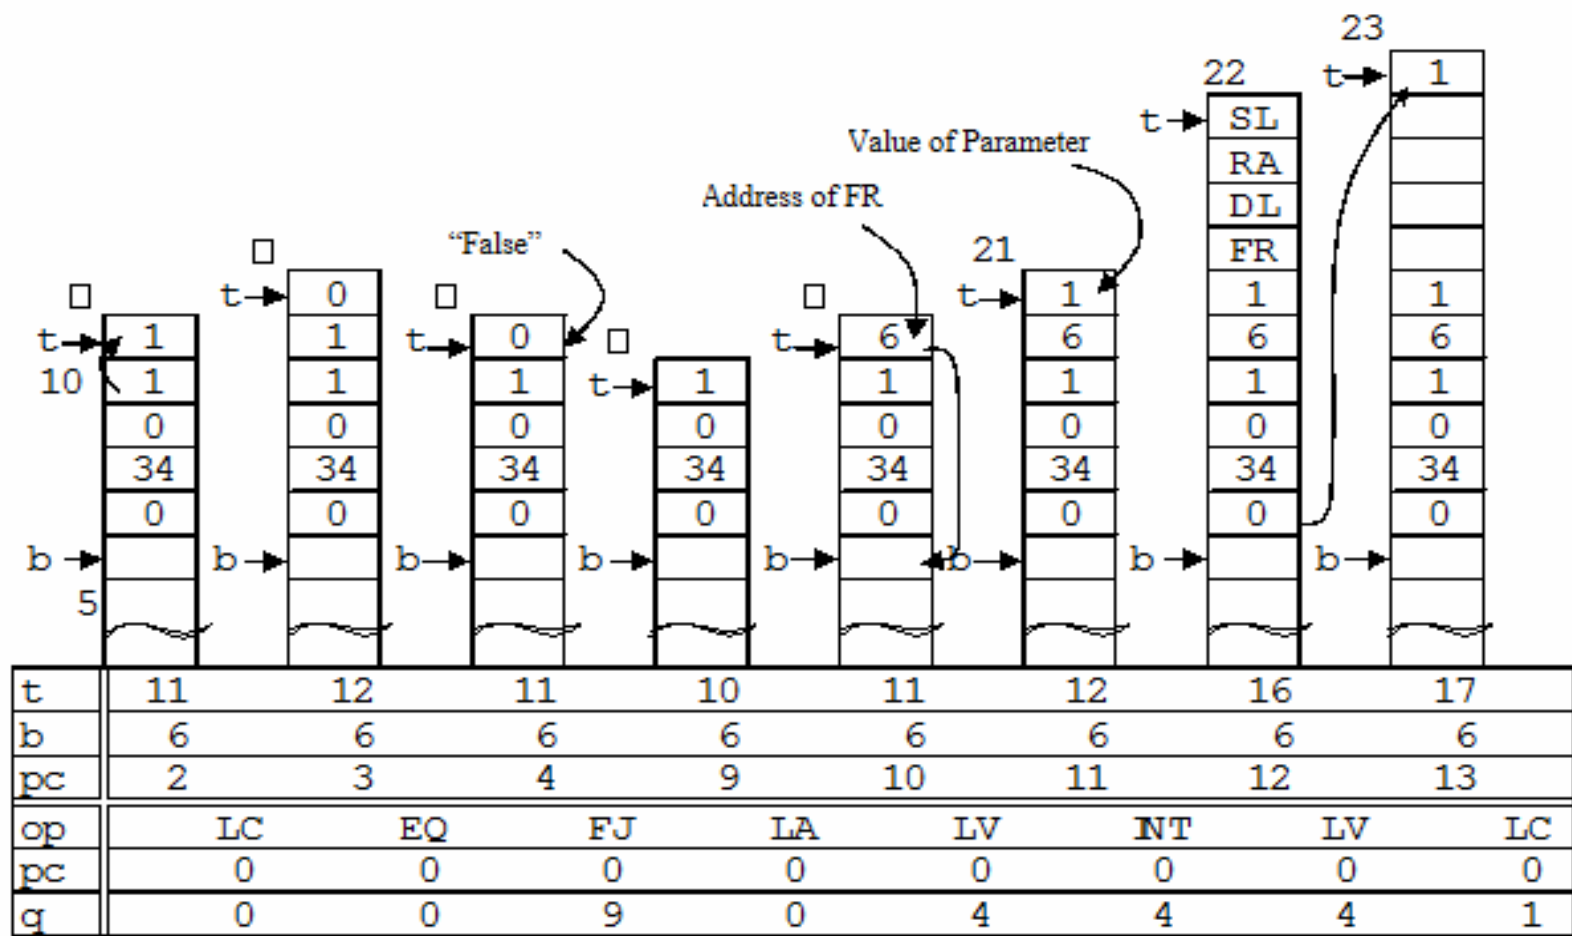 23
t 1
22
t SL
RA
Value of Parameter
Address of FR
DL
“False”
21
FR
t 0 t 1 1 1
t 1 1 t 0 t 6 6 6 6
10 1 1 1 t 1 1 1 1 1
0 0 0 0 0 0 0 0
34 34 34 34 34 34 34 34
0 0 0 0 0 0 0 0
b b b b b b b b
5
t 11 12 11 10 11 12 16 17
b 6 6 6 6 6 6 6 6
pc 2 3 4 9 10 11 12 13
op LC EQ FJ LA LV INT LV LC
pc 0 0 0 0 0 0 0 0
q 0 0 9 0 4 4 4 1